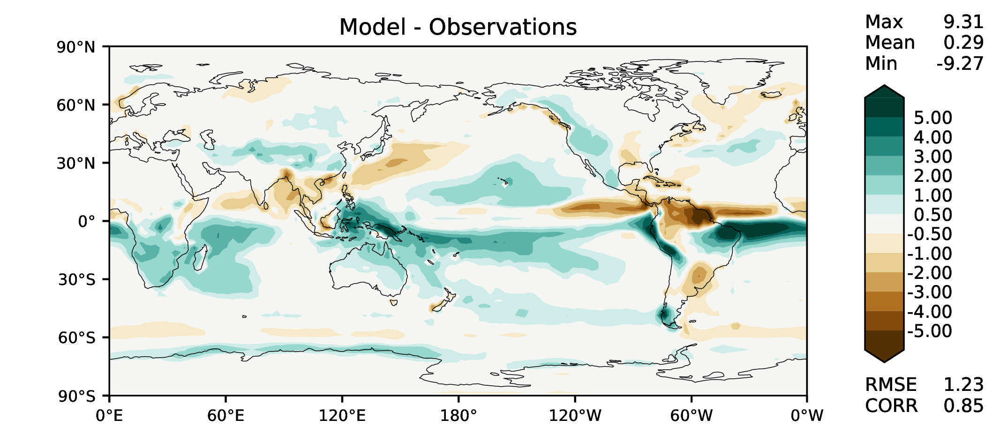 Model - Observations
Max 9.31
Mean 0.29
Min -9.27
90°N
60°N
30°N
0°
30°S
60°S
90°S
0°E 60°E 120°E 180° 120°W 60°W 0°W
5.00
4.00
3.00
2.00
1.00
0.50
-0.50
-1.00
-2.00
-3.00
-4.00
-5.00
RMSE 1.23
CORR 0.85